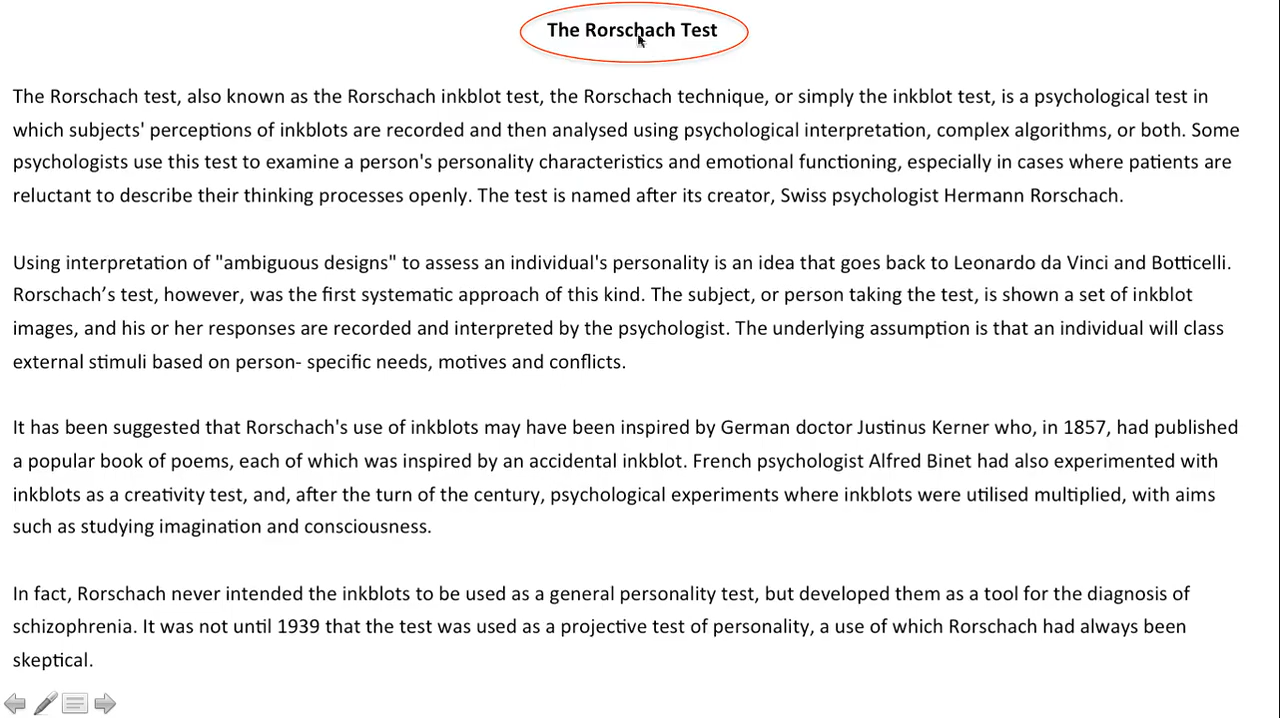 The Rorschach Test
The Rorschach test, also known as the Rorschach inkblot test, the Rorschach technique, or simply the inkblot test, is a psychological test in
which subjects' perceptions of inkblots are recorded and then analysed using psychological interpretation, complex algorithms, or both. Some
psychologists use this test to examine a person's personality characteristics and emotional functioning, especially in cases where patients are
reluctant to describe their thinking processes openly. The test is named after its creator, Swiss psychologist Hermann Rorschach.
Using interpretation of "ambiguous designs" to assess an individual's personality is an idea that goes back to Leonardo da Vinci and Botticelli.
Rorschach’s test, however, was the first systematic approach of this kind. The subject, or person taking the test, is shown a set of inkblot
images, and his or her responses are recorded and interpreted by the psychologist. The underlying assumption is that an individual will class
external stimuli based on person- specific needs, motives and conflicts.
It has been suggested that Rorschach's use of inkblots may have been inspired by German doctor Justinus Kerner who, in 1857, had published
a popular book of poems, each of which was inspired by an accidental inkblot. French psychologist Alfred Binet had also experimented with
inkblots as a creativity test, and, after the turn of the century, psychological experiments where inkblots were utilised multiplied, with aims
such as studying imagination and consciousness.
In fact, Rorschach never intended the inkblots to be used as a general personality test, but developed them as a tool for the diagnosis of
schizophrenia. It was not until 1939 that the test was used as a projective test of personality, a use of which Rorschach had always been
skeptical.